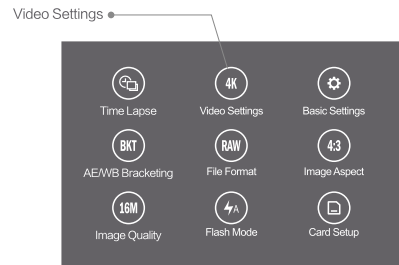 Video Settings
4K
Time Lapse Video Settings Basic Settings
BKT RAW 4:3
AE/WB Bracketing File Format Image Aspect
16M A
Image Quality Flash Mode Card Setup